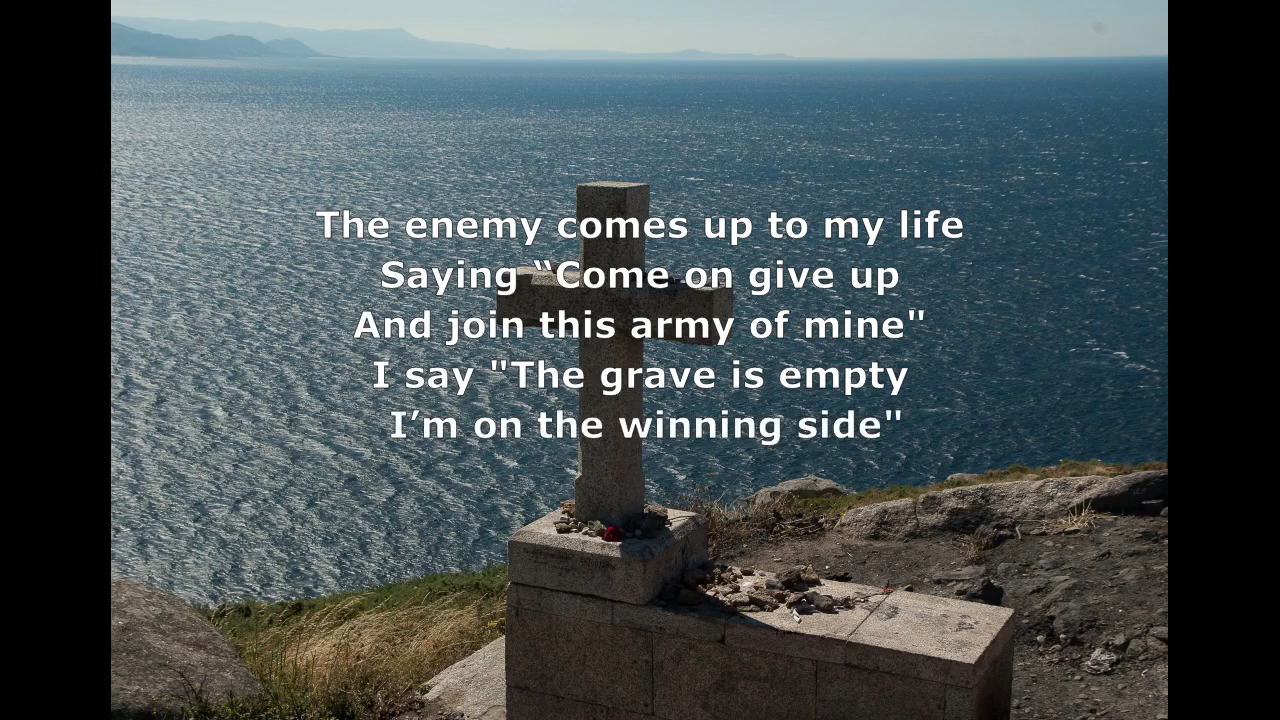 The enemy comes up to my life
Saying “Come on give up
And join this army of mine"
I say "The grave is empty
I’m on the winning side"